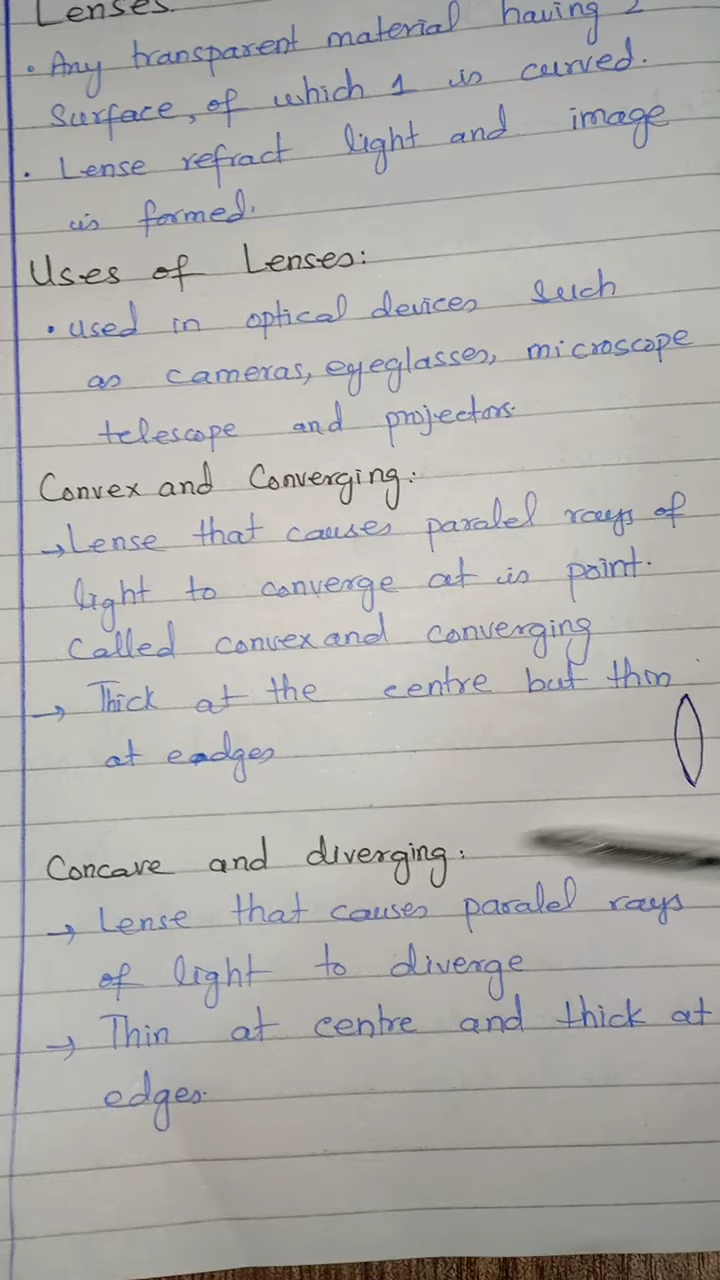 Lenses
. Any transparent material having 2
Surface, of which 1 is curved.
. Lense refract light and image
is formed.
Uses of Lenses:
. used in optical devices such
as cameras, eyeglasses, microscope
telescope and projectors.
Convex and Converging:
→ Lense that causes paralel rays of
light to converge at is point.
Called convex and converging
→ Thick at the centre but thin
at eadges
Concave and diverging:
→ Lense that causes paralel rays
of light to diverge
→ Thin at centre and thick at
edges.